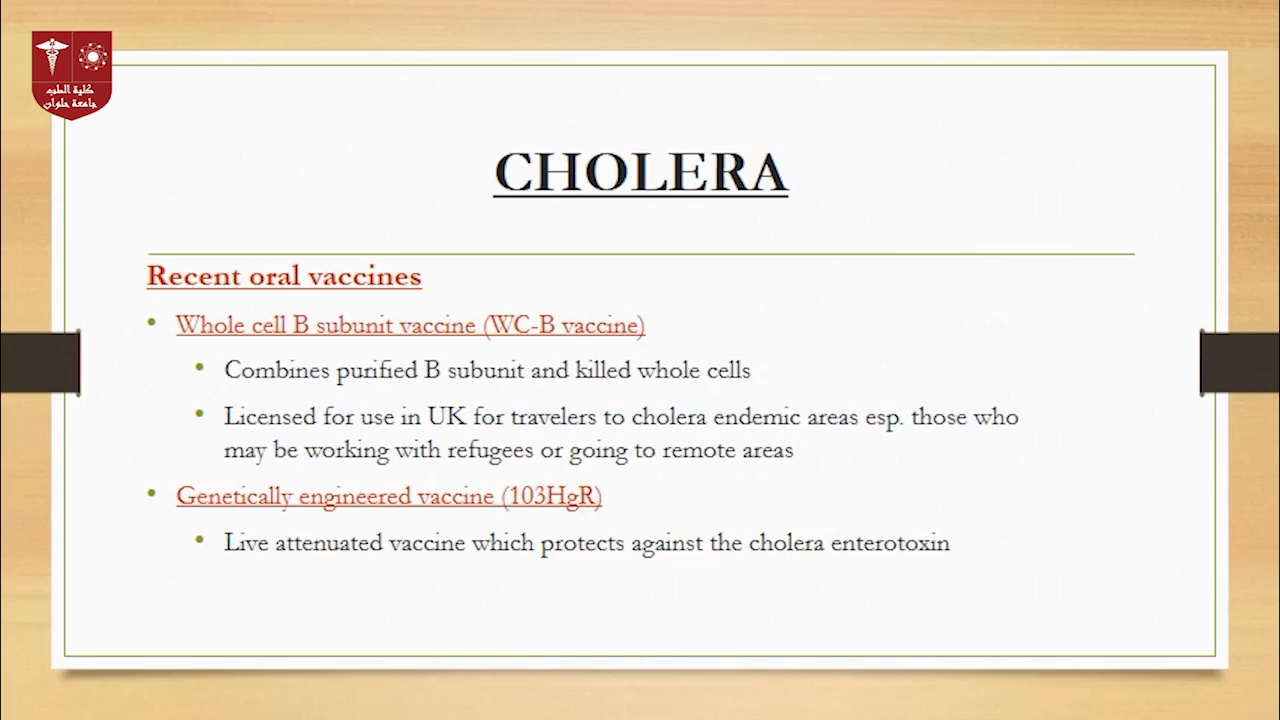 كلية الطب
جامعة حلوان
CHOLERA
Recent oral vaccines
• Whole cell B subunit vaccine (WC-B vaccine)
• Combines purified B subunit and killed whole cells
• Licensed for use in UK for travelers to cholera endemic areas esp. those who
may be working with refugees or going to remote areas
• Genetically engineered vaccine (103HgR)
• Live attenuated vaccine which protects against the cholera enterotoxin